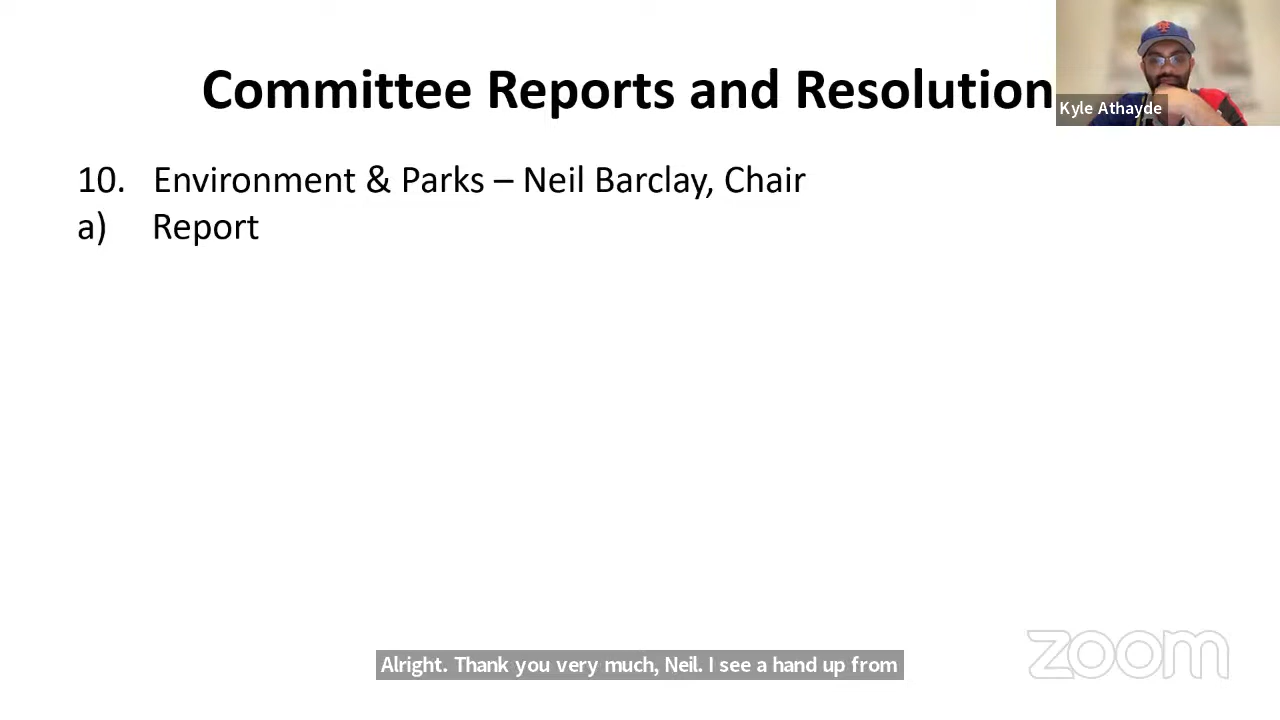 Committee Reports and Resolution
Kyle Athayde
10. Environment & Parks – Neil Barclay, Chair
a) Report
Alright. Thank you very much, Neil. I see a hand up from
zoom